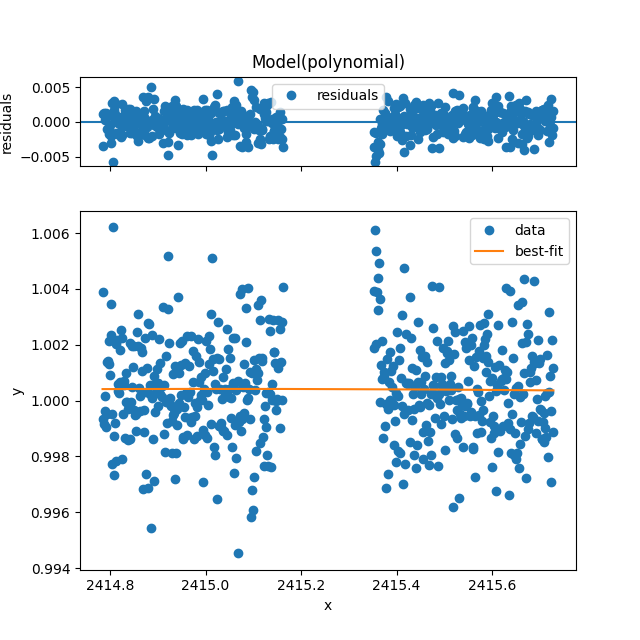 Model(polynomial)
residuals
0.005
0.000
−0.005
residuals
y
1.006
1.004
1.002
1.000
0.998
0.996
0.994
data
best-fit
2414.8 2415.0 2415.2 2415.4 2415.6
x